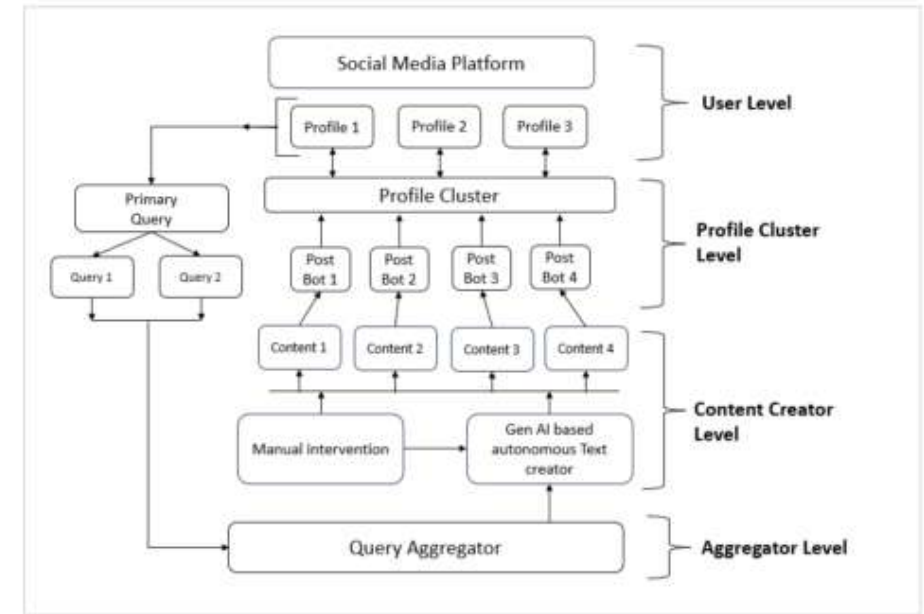 Social Media Platform
User Level
Profile 1
Profile 2
Profile 3
Primary
Query
Profile Cluster
Profile Cluster
Level
Query 1
Query 2
Post
Bot 1
Post
Bot 2
Post
Bot 3
Post
Bot 4
Content 1
Content 2
Content 3
Content 4
Content Creator
Level
Manual intervention
Gen AI based
autonomous Text
creator
Query Aggregator
Aggregator Level